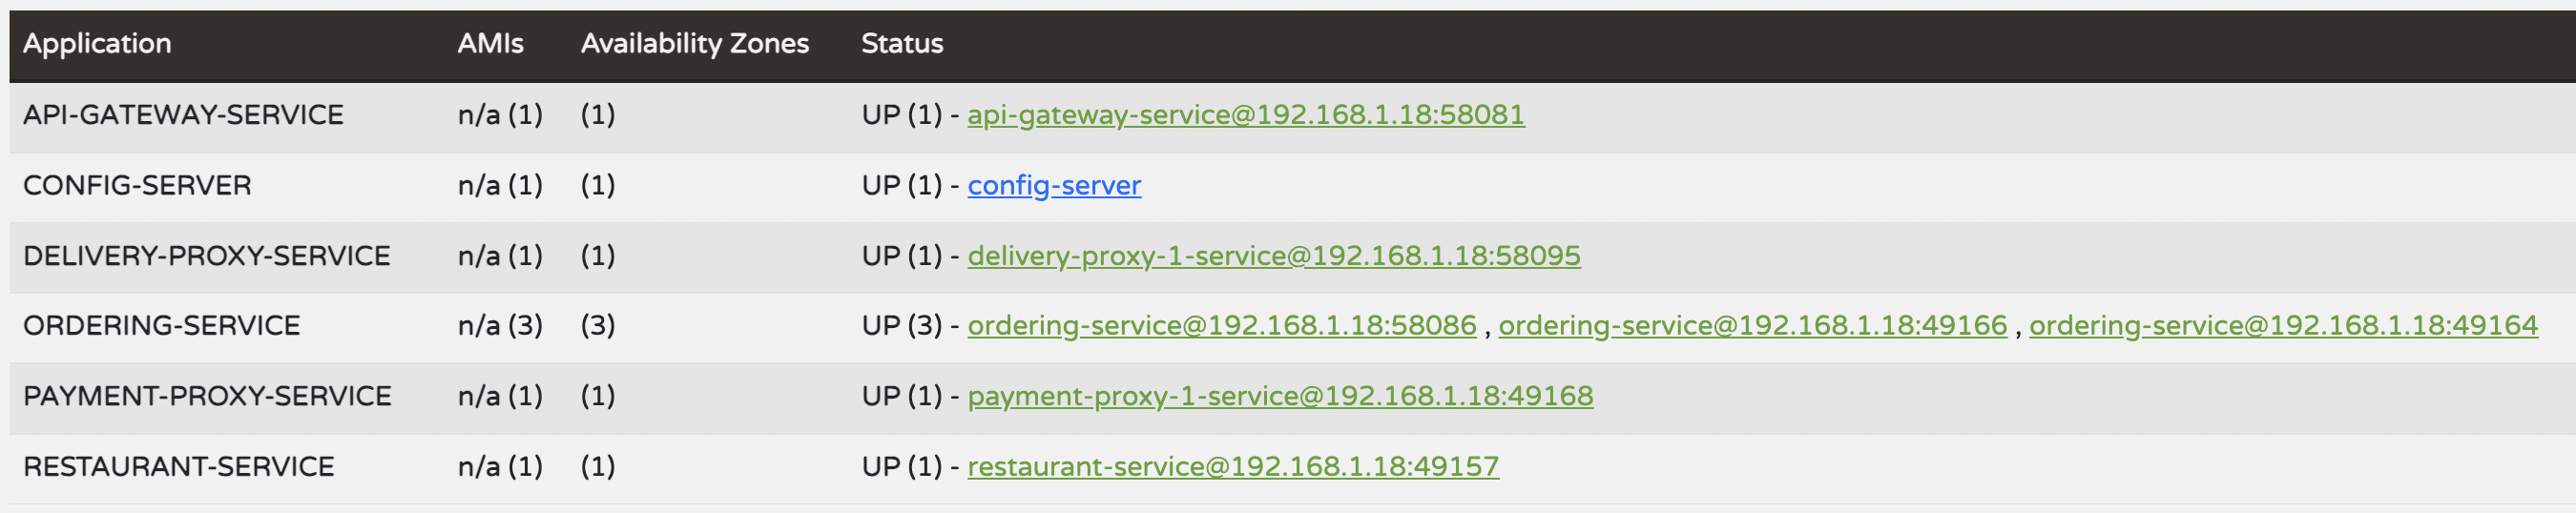 Application AMIs Availability Zones Status
API-GATEWAY-SERVICE n/a (1) (1) UP (1) - api-gateway-service@192.168.1.18:58081
CONFIG-SERVER n/a (1) (1) UP (1) - config-server
DELIVERY-PROXY-SERVICE n/a (1) (1) UP (1) - delivery-proxy-1-service@192.168.1.18:58095
ORDERING-SERVICE n/a (3) (3) UP (3) - ordering-service@192.168.1.18:58086 , ordering-service@192.168.1.18:49166 , ordering-service@192.168.1.18:49164
PAYMENT-PROXY-SERVICE n/a (1) (1) UP (1) - payment-proxy-1-service@192.168.1.18:49168
RESTAURANT-SERVICE n/a (1) (1) UP (1) - restaurant-service@192.168.1.18:49157